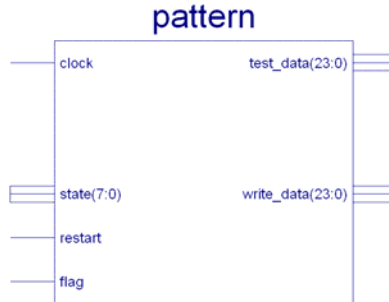 pattern
clock test_data(23:0)
state(7:0) write_data(23:0)
restart
flag